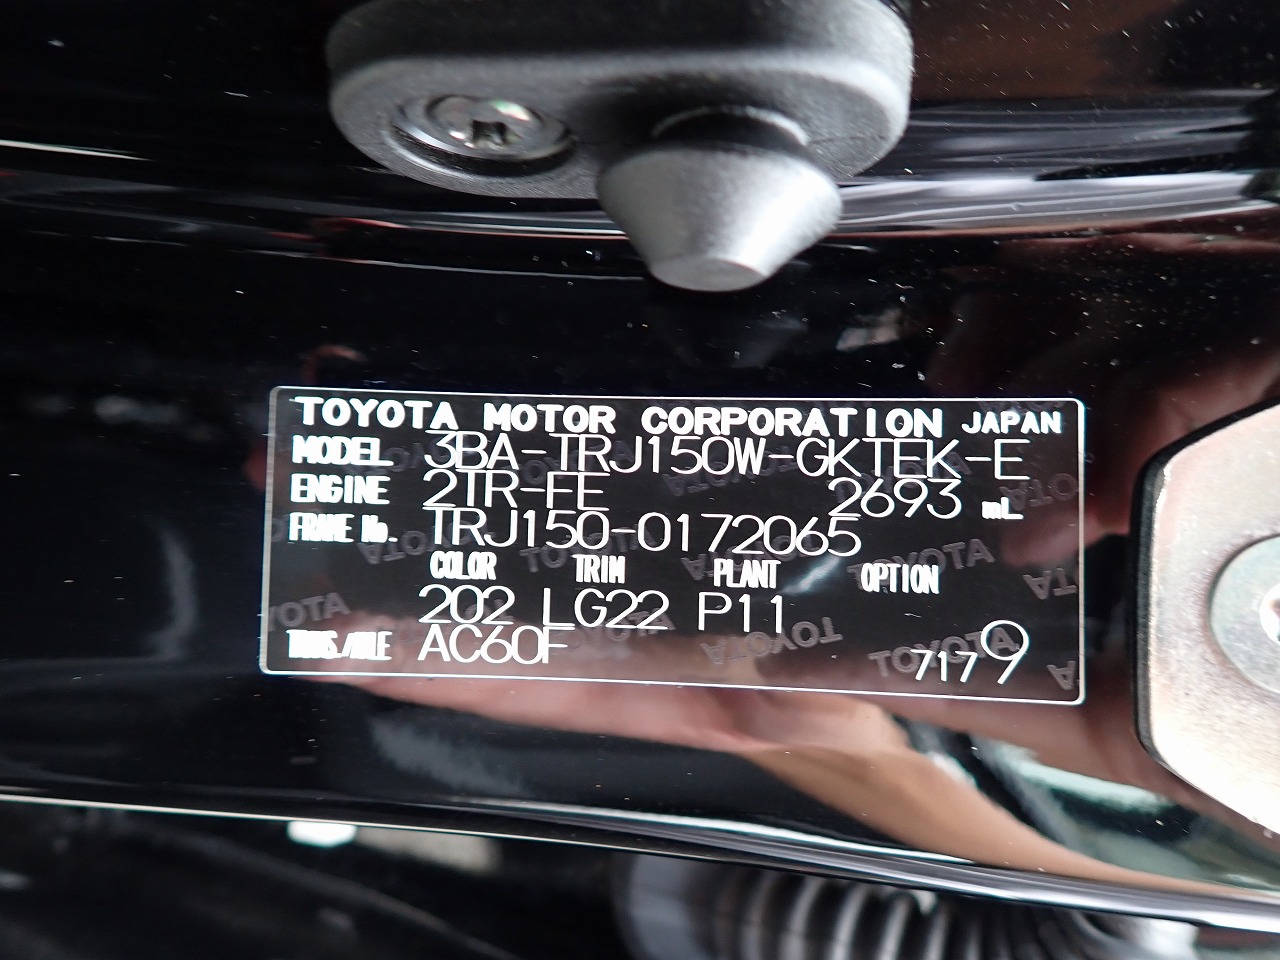 TOYOTA MOTOR CORPORATION JAPAN
MODEL 3BA-TRJ150W-GKTEK-E
ENGINE 2TR-FE 2693 mL
FRAME No. TRJ150-0172065
COLOR TRIM PLANT OPTION
202 LG22 P11
TRANS./AXLE AC60F 7179